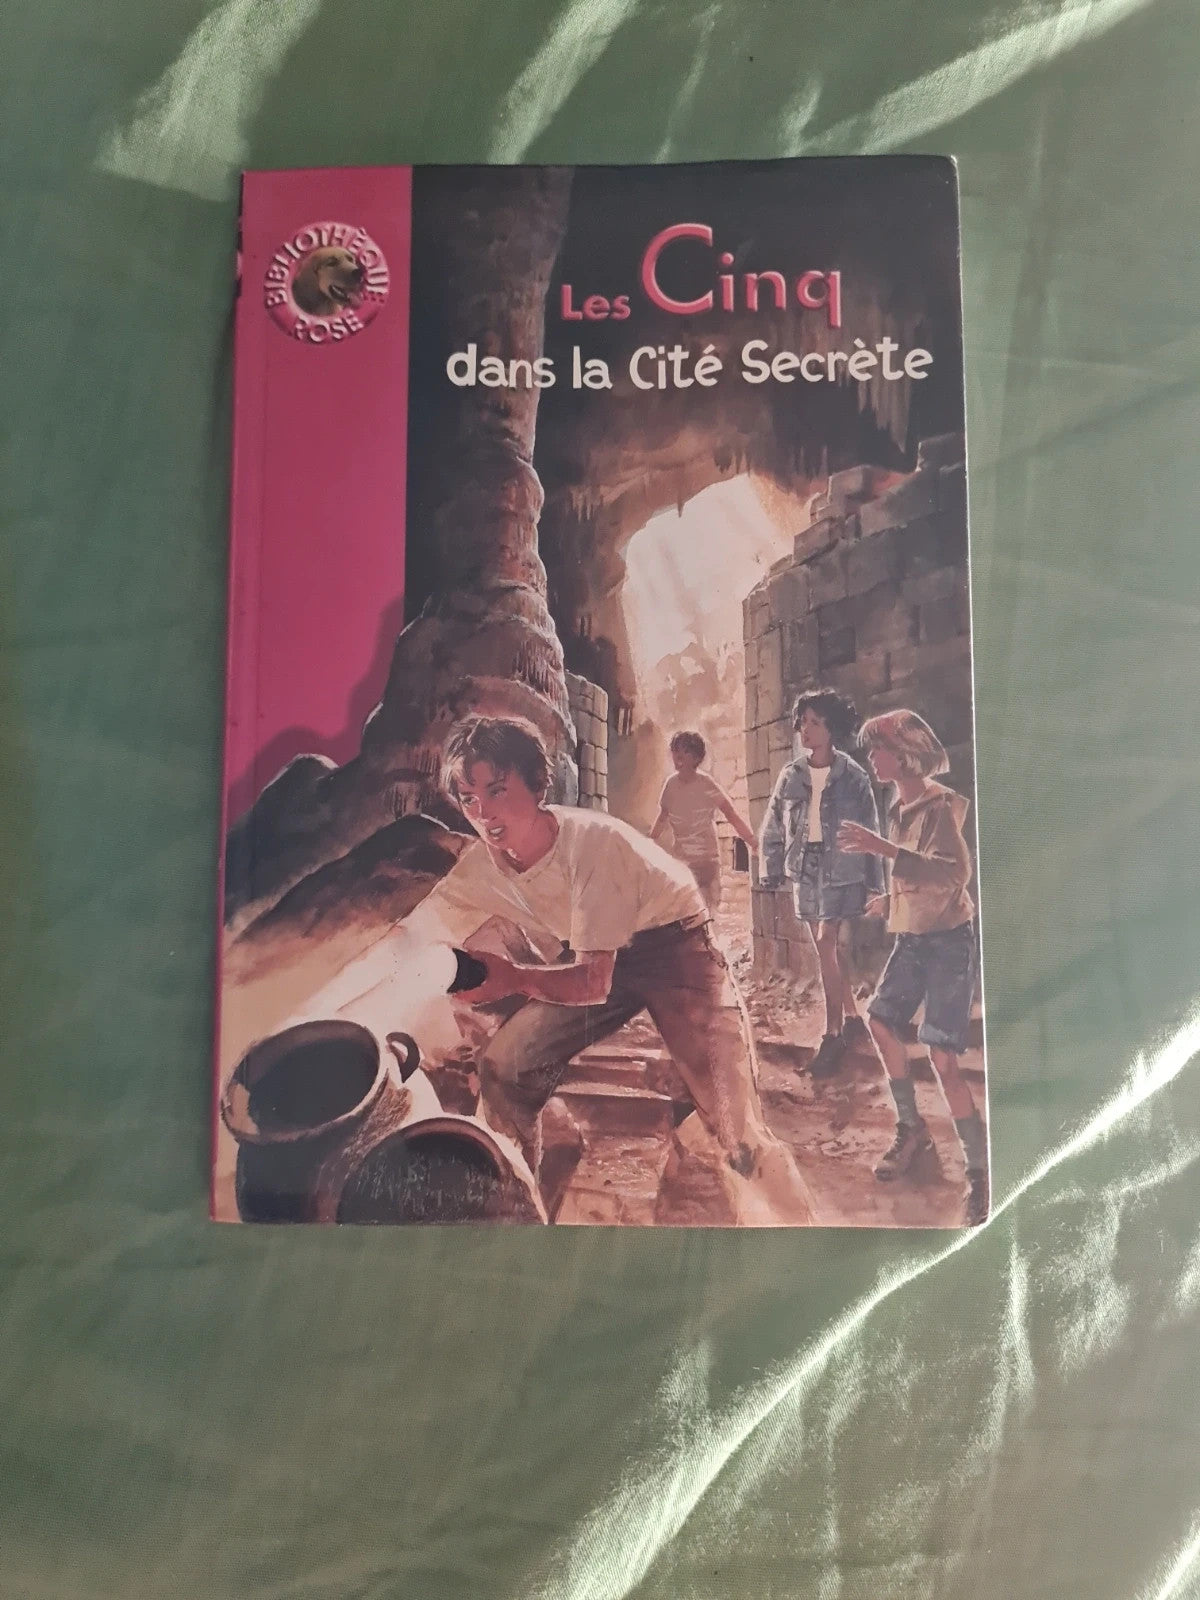 BIBLIOTHÈQUE
ROSE
Les Cinq
dans la Cité Secrète